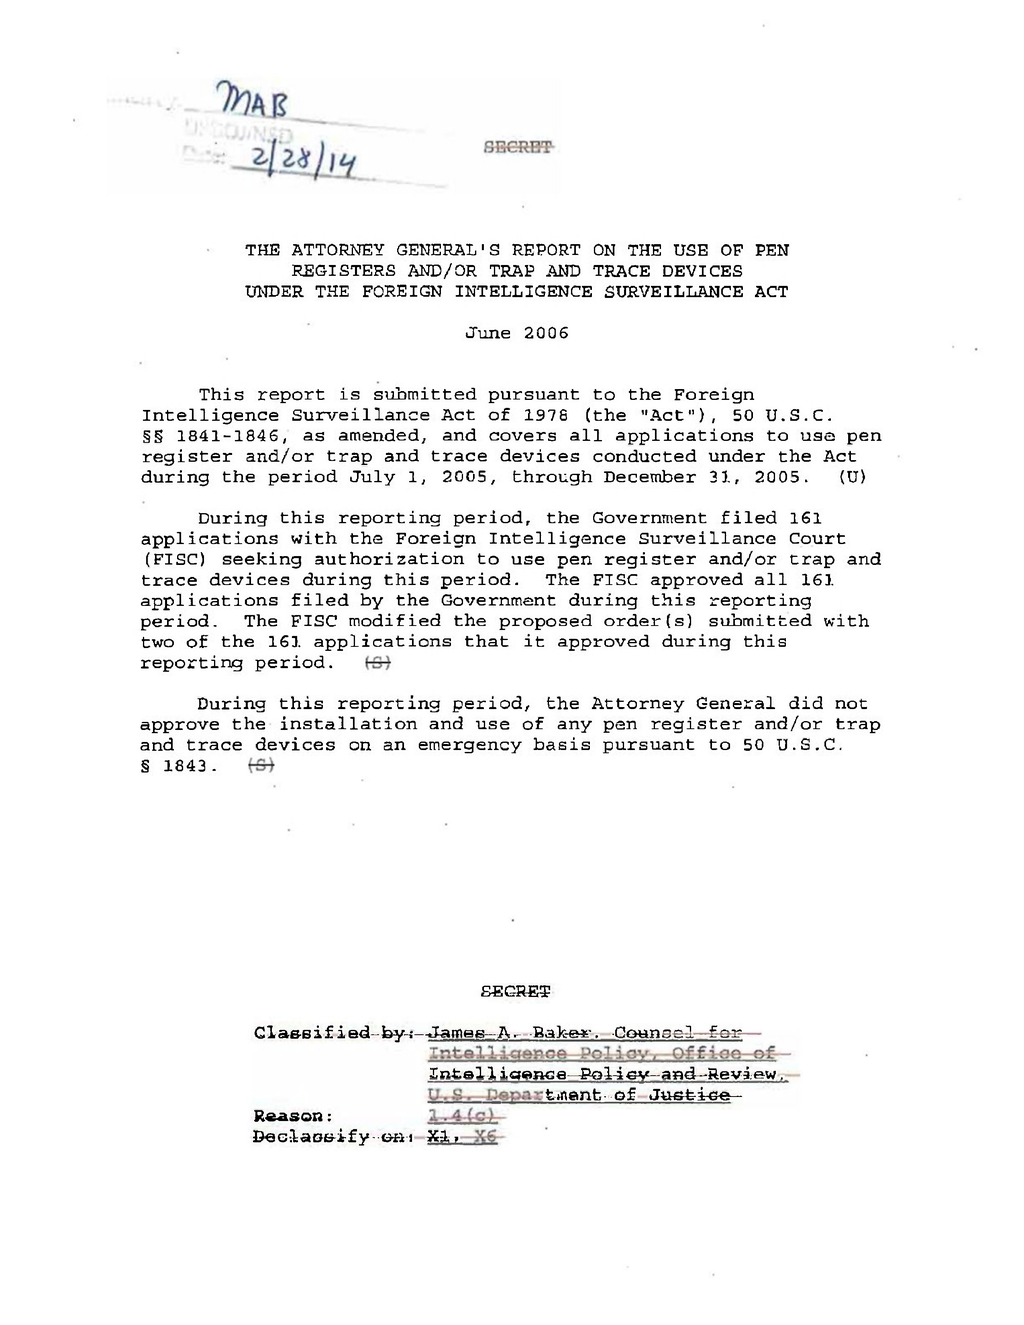 MAB
2/28/14
SECRET
THE ATTORNEY GENERAL'S REPORT ON THE USE OF PEN
REGISTERS AND/OR TRAP AND TRACE DEVICES
UNDER THE FOREIGN INTELLIGENCE SURVEILLANCE ACT
June 2006
This report is submitted pursuant to the Foreign
Intelligence Surveillance Act of 1978 (the "Act"), 50 U.S.C.
§§ 1841-1846, as amended, and covers all applications to use pen
register and/or trap and trace devices conducted under the Act
during the period July 1, 2005, through December 31, 2005. (U)
During this reporting period, the Government filed 161
applications with the Foreign Intelligence Surveillance Court
(FISC) seeking authorization to use pen register and/or trap and
trace devices during this period. The FISC approved all 161
applications filed by the Government during this reporting
period. The FISC modified the proposed order(s) submitted with
two of the 161 applications that it approved during this
reporting period. (S)
During this reporting period, the Attorney General did not
approve the installation and use of any pen register and/or trap
and trace devices on an emergency basis pursuant to 50 U.S.C.
§ 1843. (S)
SECRET
Classified by: James A. Baker, Counsel for
Intelligence Policy, Office of
Intelligence Policy and Review,
U.S. Department of Justice
Reason: 1.4(c)
Declassify on: X1, X6